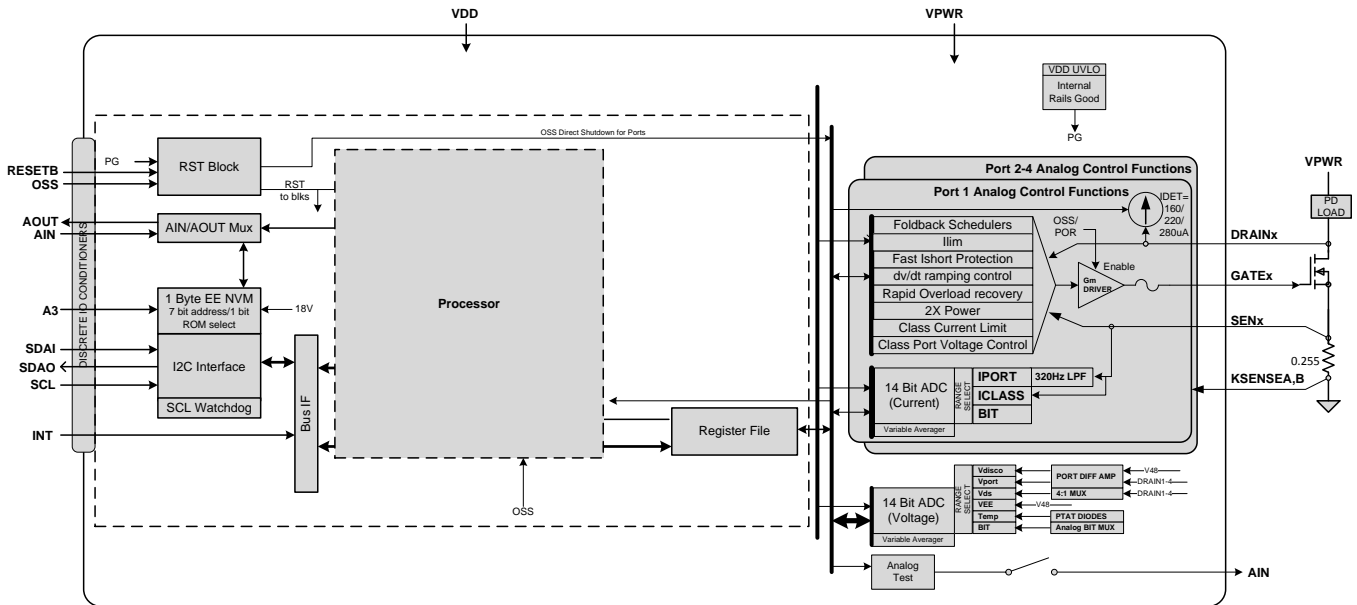 VDD
VPWR
VDD UVLO
Internal
Rails Good
PG
OSS Direct Shutdown for Ports
PG
RESETB
OSS
RST Block
RST
to blks
AOUT
AIN
AIN/AOUT Mux
A3
1 Byte EE NVM
7 bit address/1 bit
ROM select
18V
SDAI
SDAO
SCL
I2C Interface
SCL Watchdog
INT
DISCRETE IO CONDITIONERS
Bus IF
Processor
OSS
Register File
Port 2-4 Analog Control Functions
Port 1 Analog Control Functions
Foldback Schedulers
Ilim
Fast Ishort Protection
dv/dt ramping control
Rapid Overload recovery
2X Power
Class Current Limit
Class Port Voltage Control
OSS/
POR
Enable
Gm
DRIVER
IDET=
160/
220/
280uA
VPWR
PD
LOAD
DRAINx
GATEx
SENx
0.255
KSENSEA,B
14 Bit ADC
(Current)
Variable Averager
RANGE
SELECT
IPORT
320Hz LPF
ICLASS
BIT
14 Bit ADC
(Voltage)
Variable Averager
RANGE
SELECT
Vdisco
Vport
Vds
VEE
Temp
BIT
PORT DIFF AMP
4:1 MUX
V48
PTAT DIODES
Analog BIT MUX
V48
DRAIN1-4
DRAIN1-4
Analog
Test
AIN